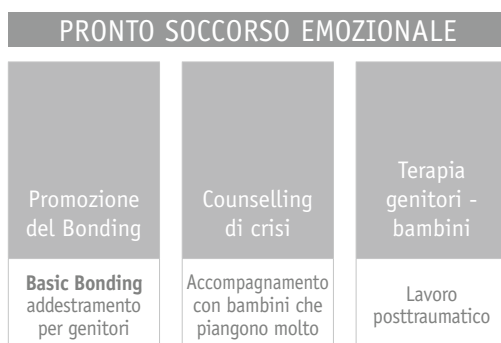 PRONTO SOCCORSO EMOZIONALE
Promozione
del Bonding
Basic Bonding
addestramento
per genitori
Counselling
di crisi
Accompagnamento
con bambini che
piangono molto
Terapia
genitori -
bambini
Lavoro
posttraumatico